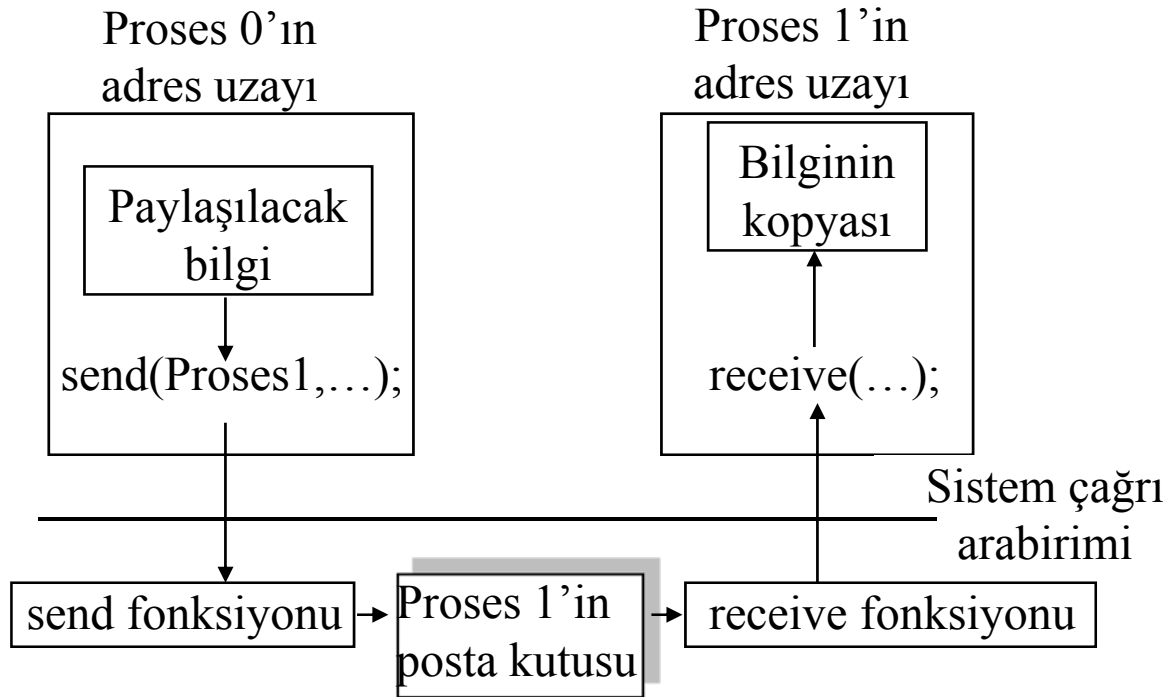 Proses 0’ın
adres uzayı
Proses 1’in
adres uzayı
Paylaşılacak
bilgi
send(Proses1,…);
Bilginin
kopyası
receive(…);
Sistem çağrı
arabirimi
send fonksiyonu
Proses 1’in
posta kutusu
receive fonksiyonu